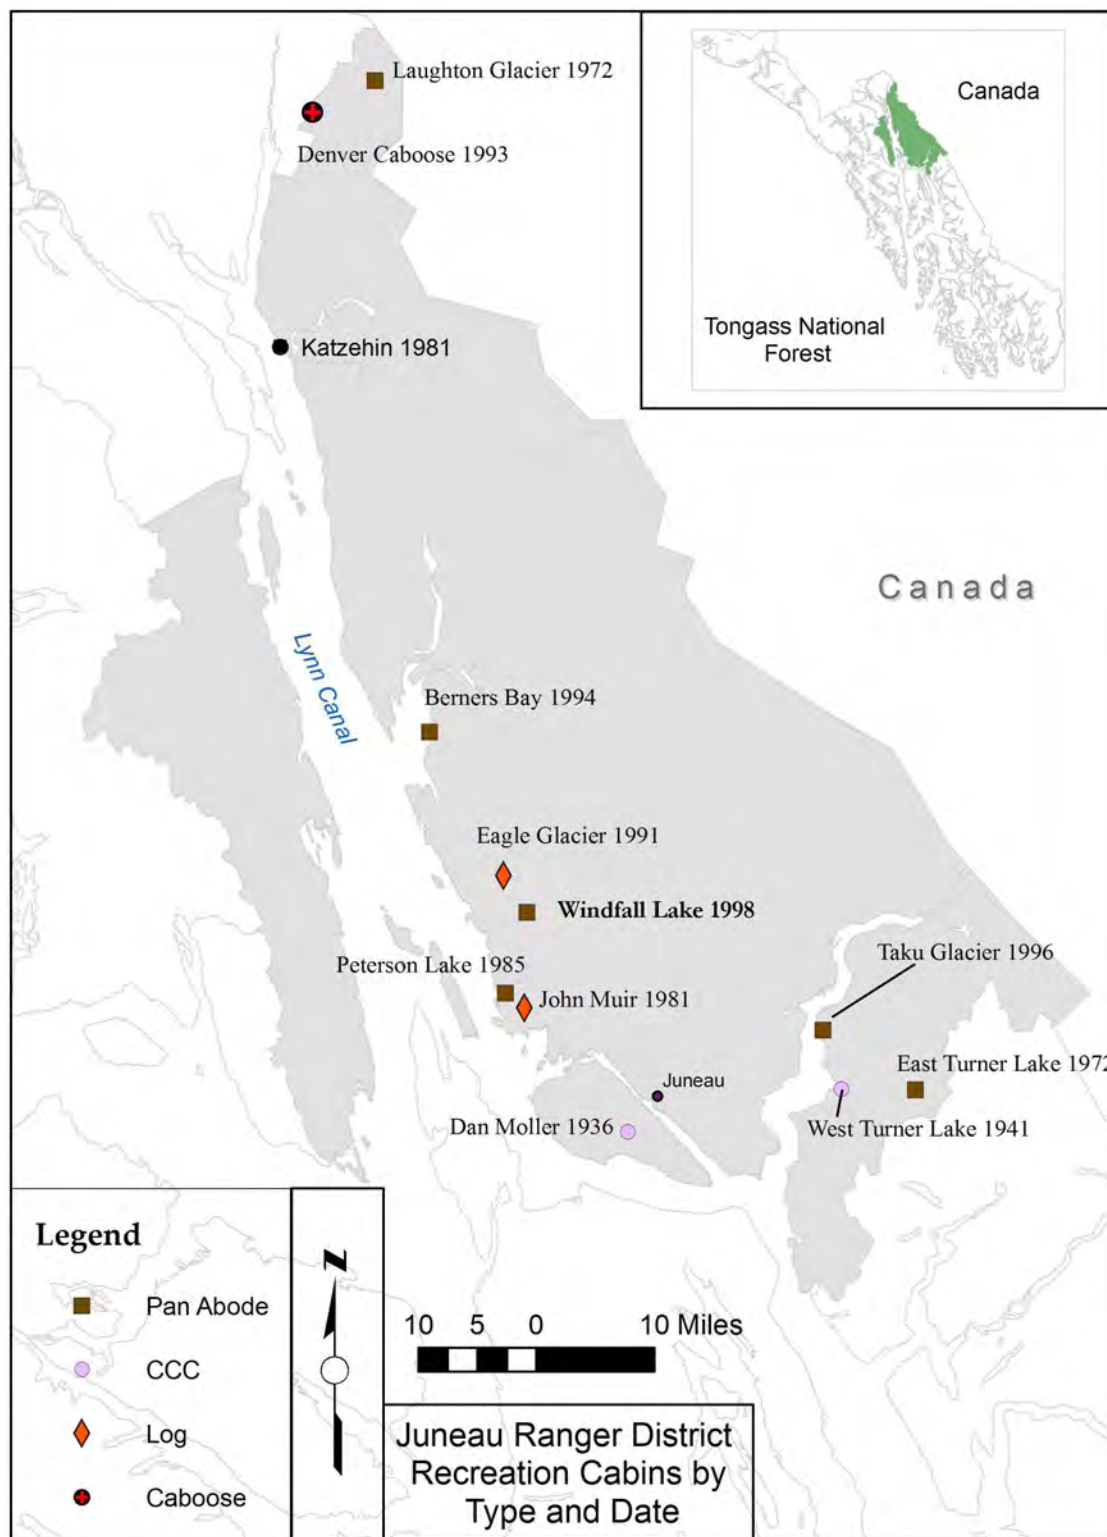 Laughton Glacier 1972
Denver Caboose 1993
Canada
Tongass National
Forest
Katzehin 1981
Canada
Lynn Canal
Berners Bay 1994
Eagle Glacier 1991
Windfall Lake 1998
Taku Glacier 1996
Peterson Lake 1985
John Muir 1981
East Turner Lake 1972
Juneau
Dan Moller 1936
West Turner Lake 1941
Legend
Pan Abode
CCC
Log
Caboose
N
10 5 0 10 Miles
Juneau Ranger District
Recreation Cabins by
Type and Date